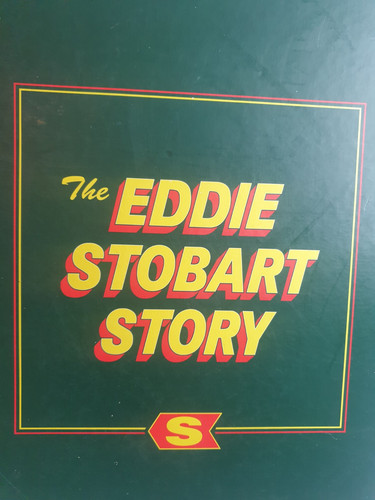 The EDDIE
STOBART
STORY
S